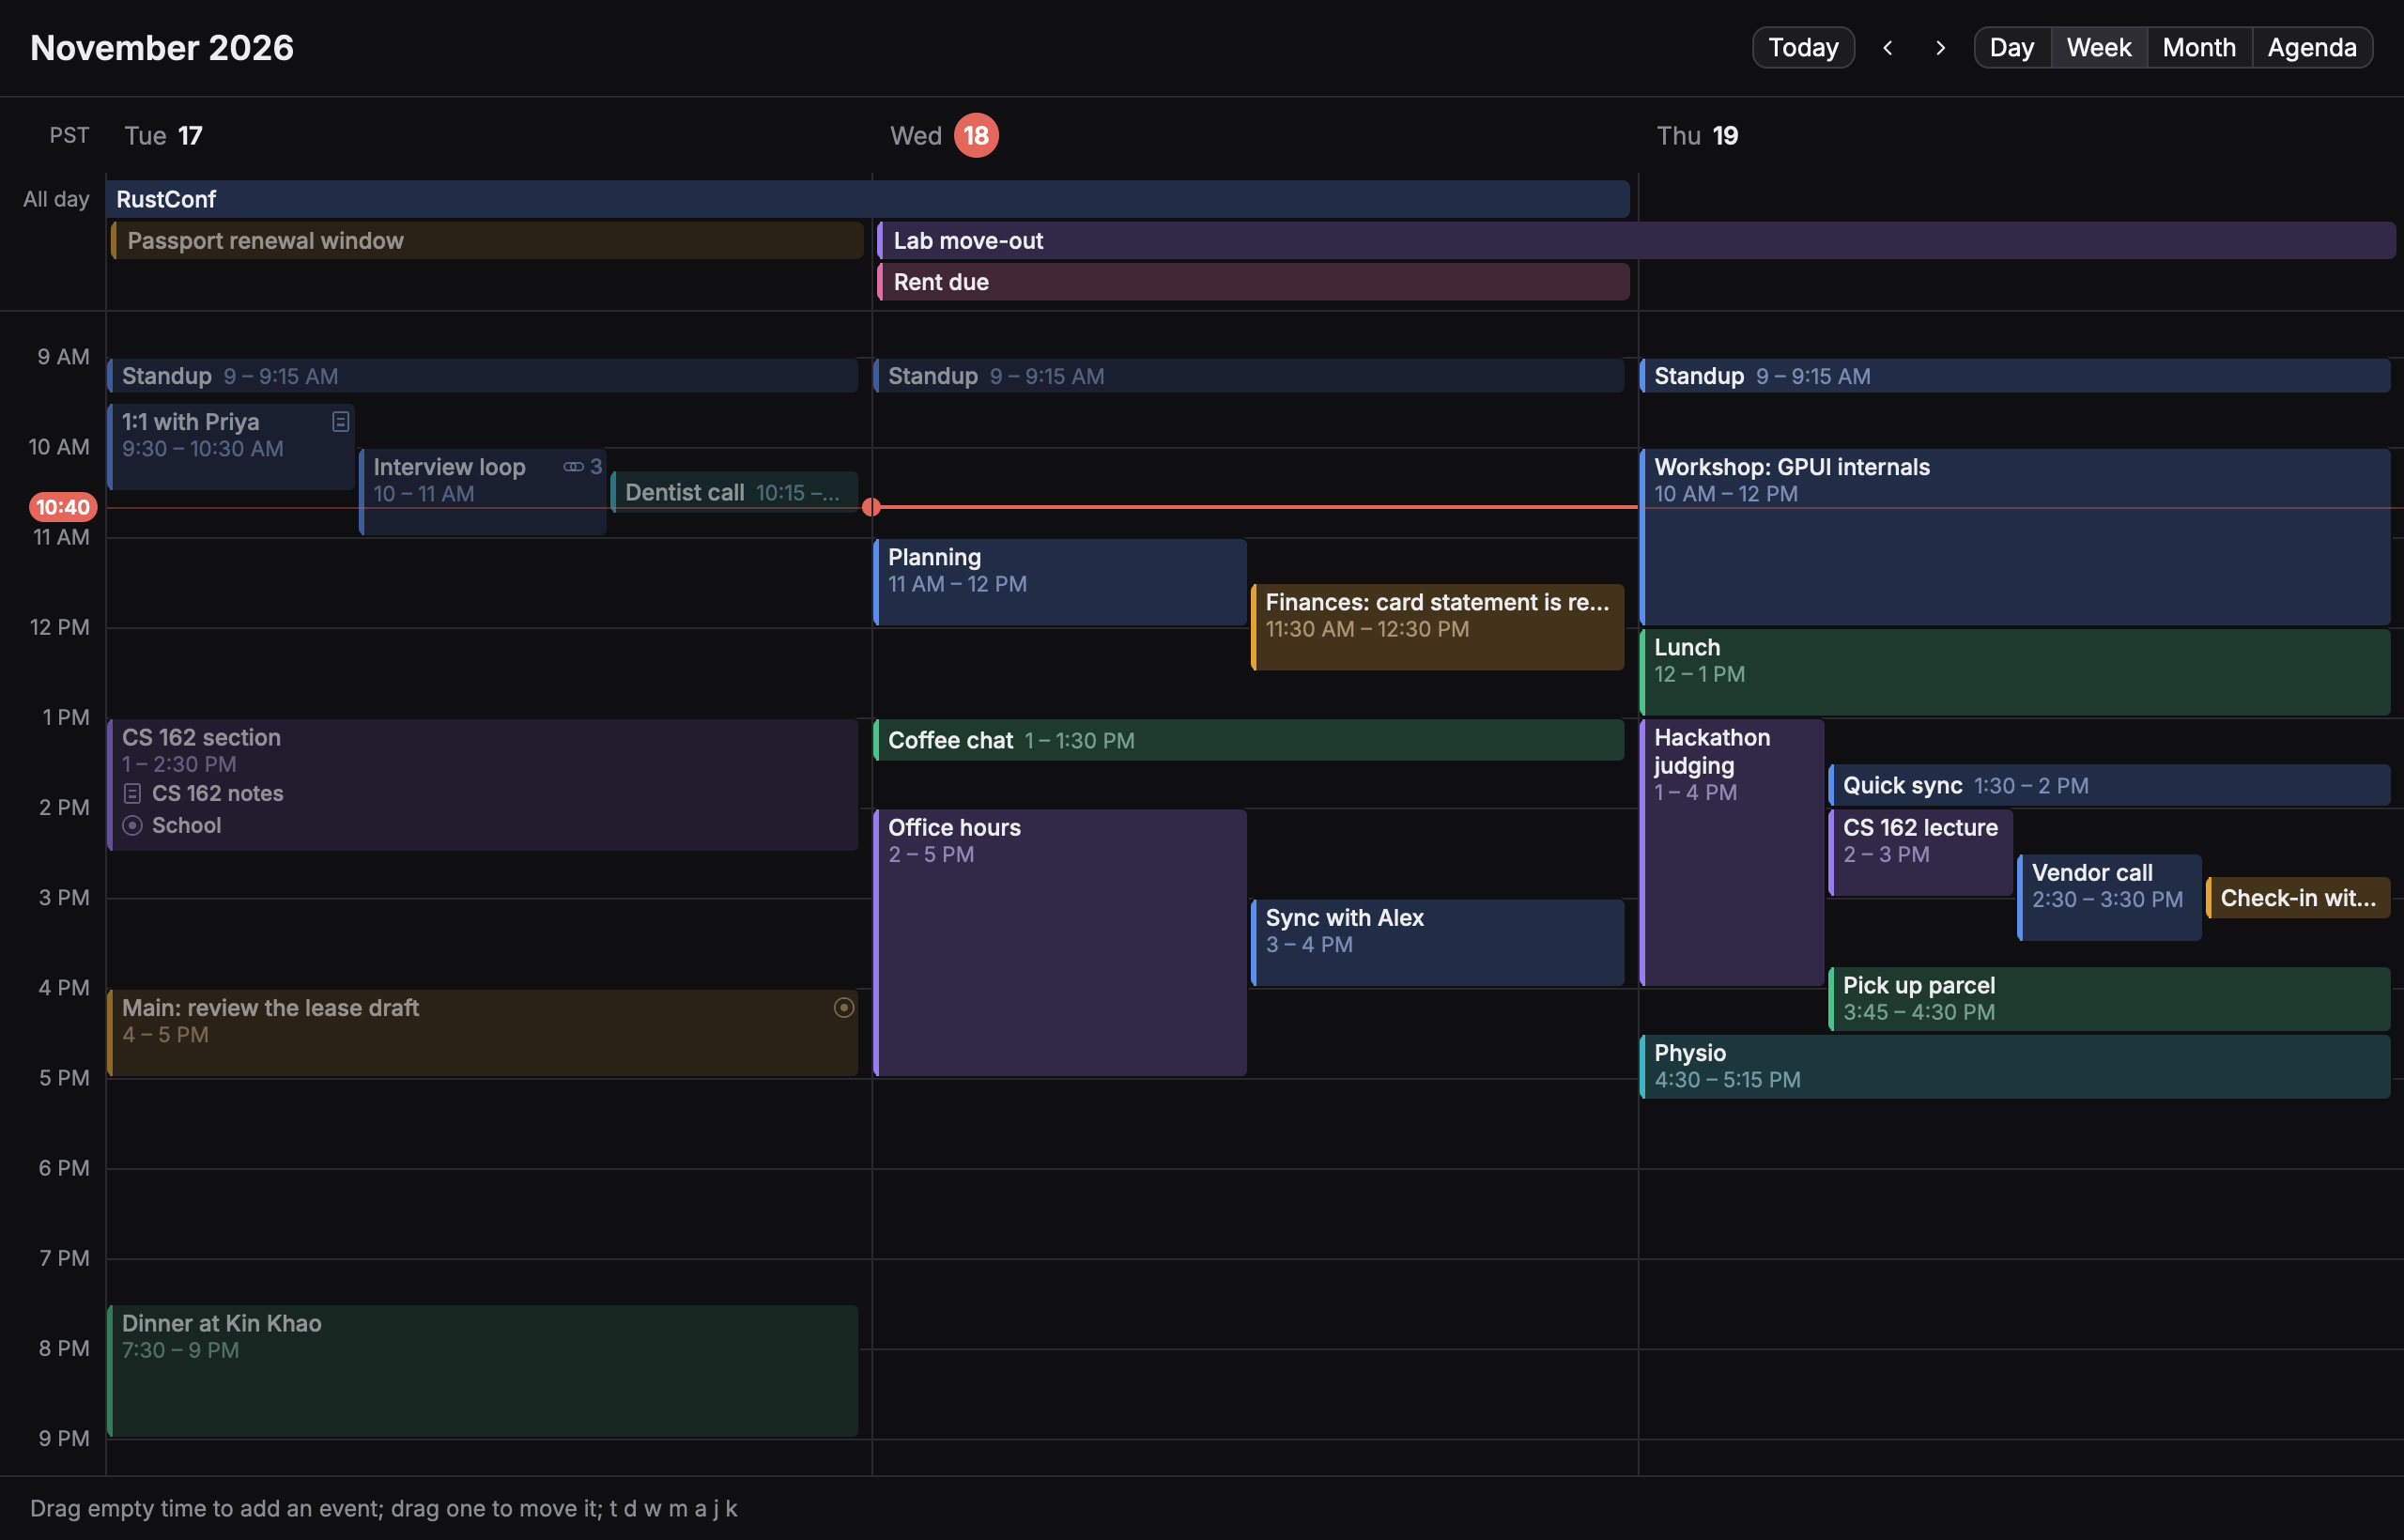 November 2026
Today
Day Week Month Agenda
PST
Tue 17
Wed 18
Thu 19
All day
RustConf
Passport renewal window
Lab move-out
Rent due
9 AM
10 AM
10:40
11 AM
12 PM
1 PM
2 PM
3 PM
4 PM
5 PM
6 PM
7 PM
8 PM
9 PM
Standup 9 – 9:15 AM
1:1 with Priya
9:30 – 10:30 AM
Interview loop 3
10 – 11 AM
Dentist call 10:15 –...
CS 162 section
1 – 2:30 PM
CS 162 notes
School
Main: review the lease draft
4 – 5 PM
Dinner at Kin Khao
7:30 – 9 PM
Standup 9 – 9:15 AM
Planning
11 AM – 12 PM
Finances: card statement is re...
11:30 AM – 12:30 PM
Coffee chat 1 – 1:30 PM
Office hours
2 – 5 PM
Sync with Alex
3 – 4 PM
Standup 9 – 9:15 AM
Workshop: GPUI internals
10 AM – 12 PM
Lunch
12 – 1 PM
Hackathon
judging
1 – 4 PM
Quick sync 1:30 – 2 PM
CS 162 lecture
2 – 3 PM
Vendor call
2:30 – 3:30 PM
Check-in wit...
Pick up parcel
3:45 – 4:30 PM
Physio
4:30 – 5:15 PM
Drag empty time to add an event; drag one to move it; t d w m a j k